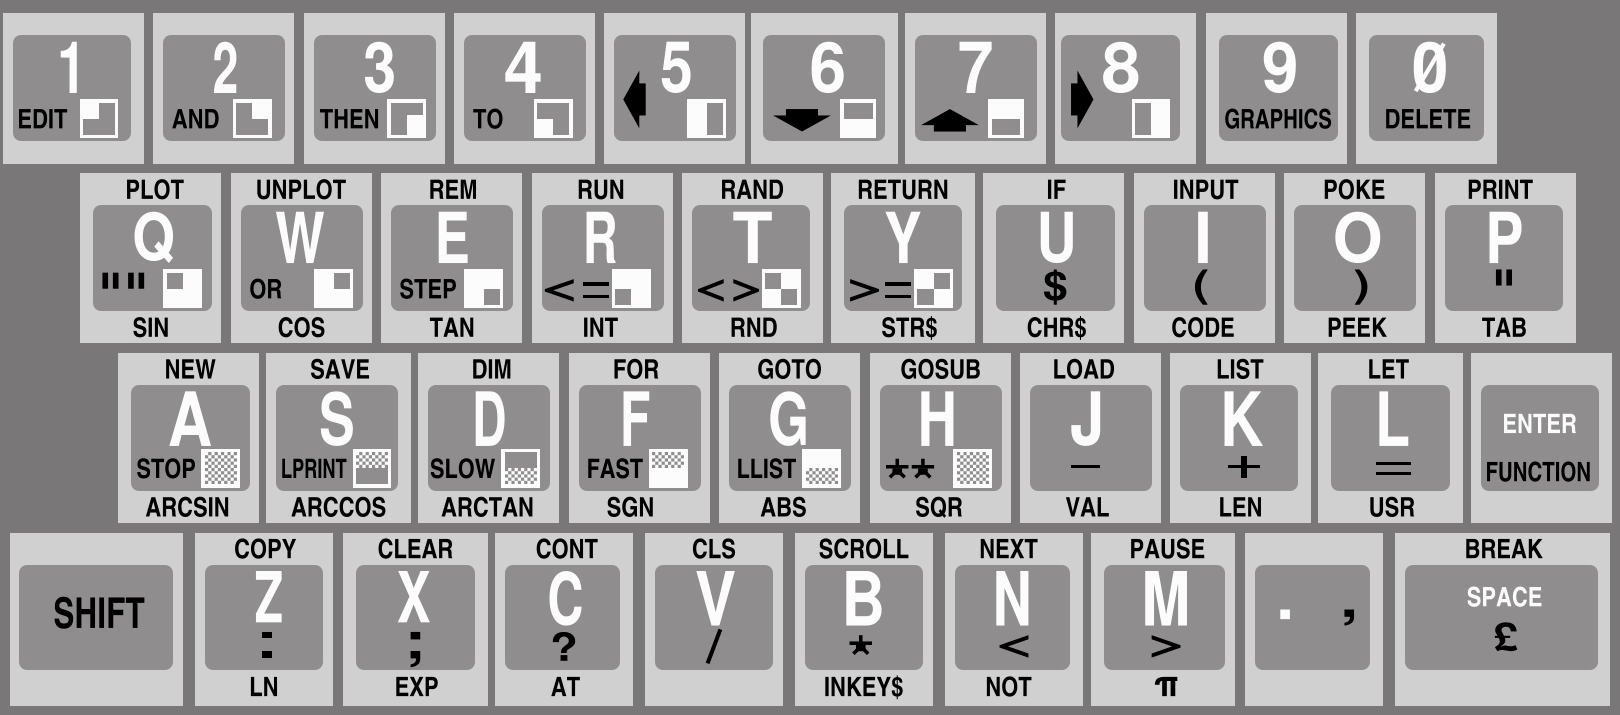 1 2 3 4 5 6 7 8 9 Ø
EDIT AND THEN TO GRAPHICS DELETE
PLOT UNPLOT REM RUN RAND RETURN IF INPUT POKE PRINT
Q W E R T Y U I O P
"" OR STEP <= <> >= $ ( ) "
SIN COS TAN INT RND STR$ CHR$ CODE PEEK TAB
NEW SAVE DIM FOR GOTO GOSUB LOAD LIST LET
A S D F G H J K L ENTER
STOP LPRINT SLOW FAST LLIST ** - + = FUNCTION
ARCSIN ARCCOS ARCTAN SGN ABS SQR VAL LEN USR
COPY CLEAR CONT CLS SCROLL NEXT PAUSE BREAK
SHIFT Z X C V B N M . , SPACE
: ; ? / * < > £
LN EXP AT INKEY$ NOT π